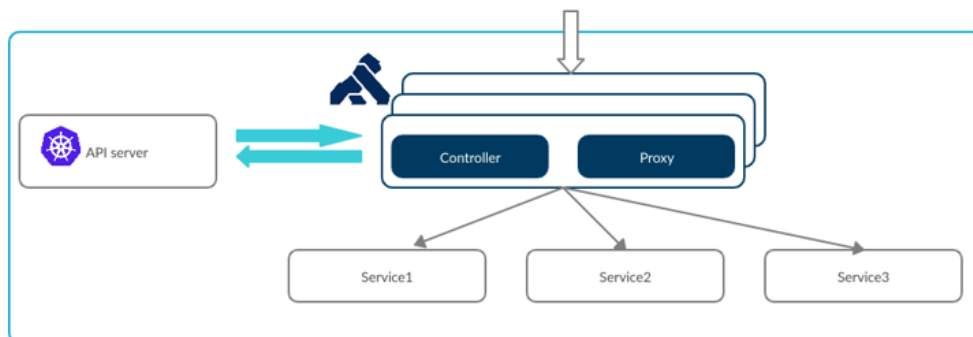 API server
Controller
Proxy
Service1
Service2
Service3